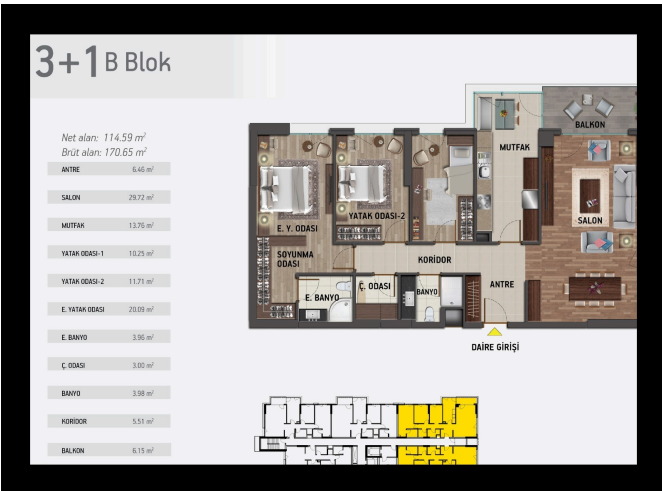 3+1 B Blok
Net alan: 114.59 m²
Brüt alan: 170.65 m²
ANTRE 6.46 m²
SALON 29.72 m²
MUTFAK 13.76 m²
YATAK ODASI-1 10.25 m²
YATAK ODASI-2 11.71 m²
E. YATAK ODASI 20.09 m²
E. BANYO 3.96 m²
Ç. ODASI 3.00 m²
BANYO 3.98 m²
KORİDOR 5.51 m²
BALKON 6.15 m²
BALKON
MUTFAK
YATAK ODASI-2
SALON
E. Y. ODASI
SOYUNMA
ODASI
KORİDOR
E. BANYO
Ç. ODASI
BANYO
ANTRE
DAİRE GİRİŞİ